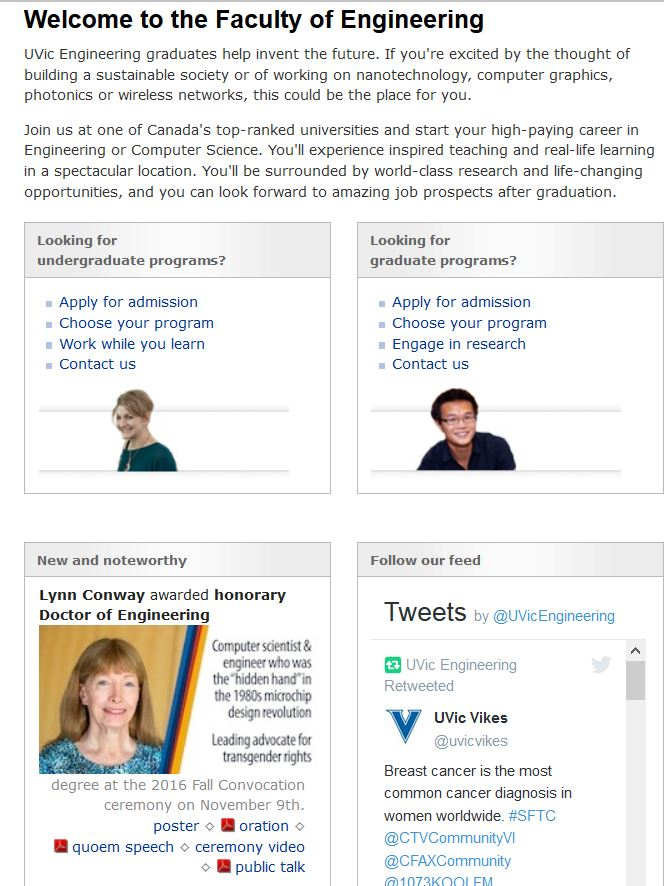 Welcome to the Faculty of Engineering
UVic Engineering graduates help invent the future. If you're excited by the thought of
building a sustainable society or of working on nanotechnology, computer graphics,
photonics or wireless networks, this could be the place for you.
Join us at one of Canada's top-ranked universities and start your high-paying career in
Engineering or Computer Science. You'll experience inspired teaching and real-life learning
in a spectacular location. You'll be surrounded by world-class research and life-changing
opportunities, and you can look forward to amazing job prospects after graduation.
Looking for
undergraduate programs?
Apply for admission
Choose your program
Work while you learn
Contact us
Looking for
graduate programs?
Apply for admission
Choose your program
Engage in research
Contact us
New and noteworthy
Lynn Conway awarded honorary
Doctor of Engineering
Computer scientist &
engineer who was
the "hidden hand" in
the 1980s microchip
design revolution
Leading advocate for
transgender rights
degree at the 2016 Fall Convocation
ceremony on November 9th.
poster ◇ oration ◇
quoem speech ◇ ceremony video
◇ public talk
Follow our feed
Tweets by @UVicEngineering
UVic Engineering
Retweeted
UVic Vikes
@uvicvikes
Breast cancer is the most
common cancer diagnosis in
women worldwide. #SFTC
@CTVCommunityVI
@CFAXCommunity
@1073KOOLFM